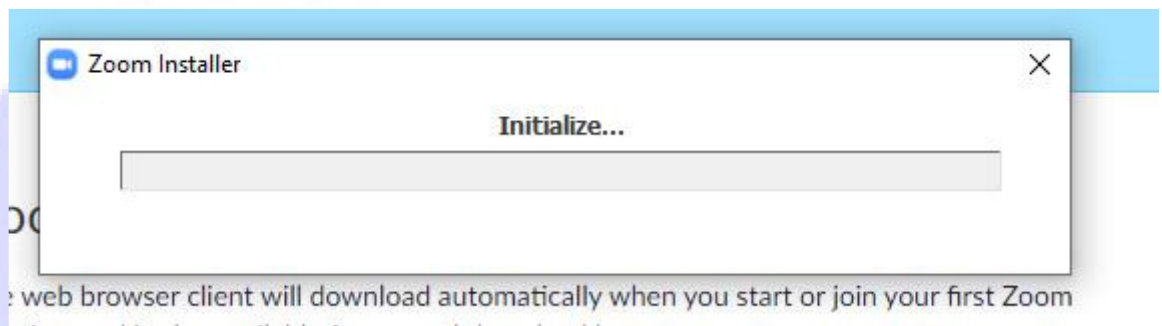 Zoom Installer
Initialize...
web browser client will download automatically when you start or join your first Zoom